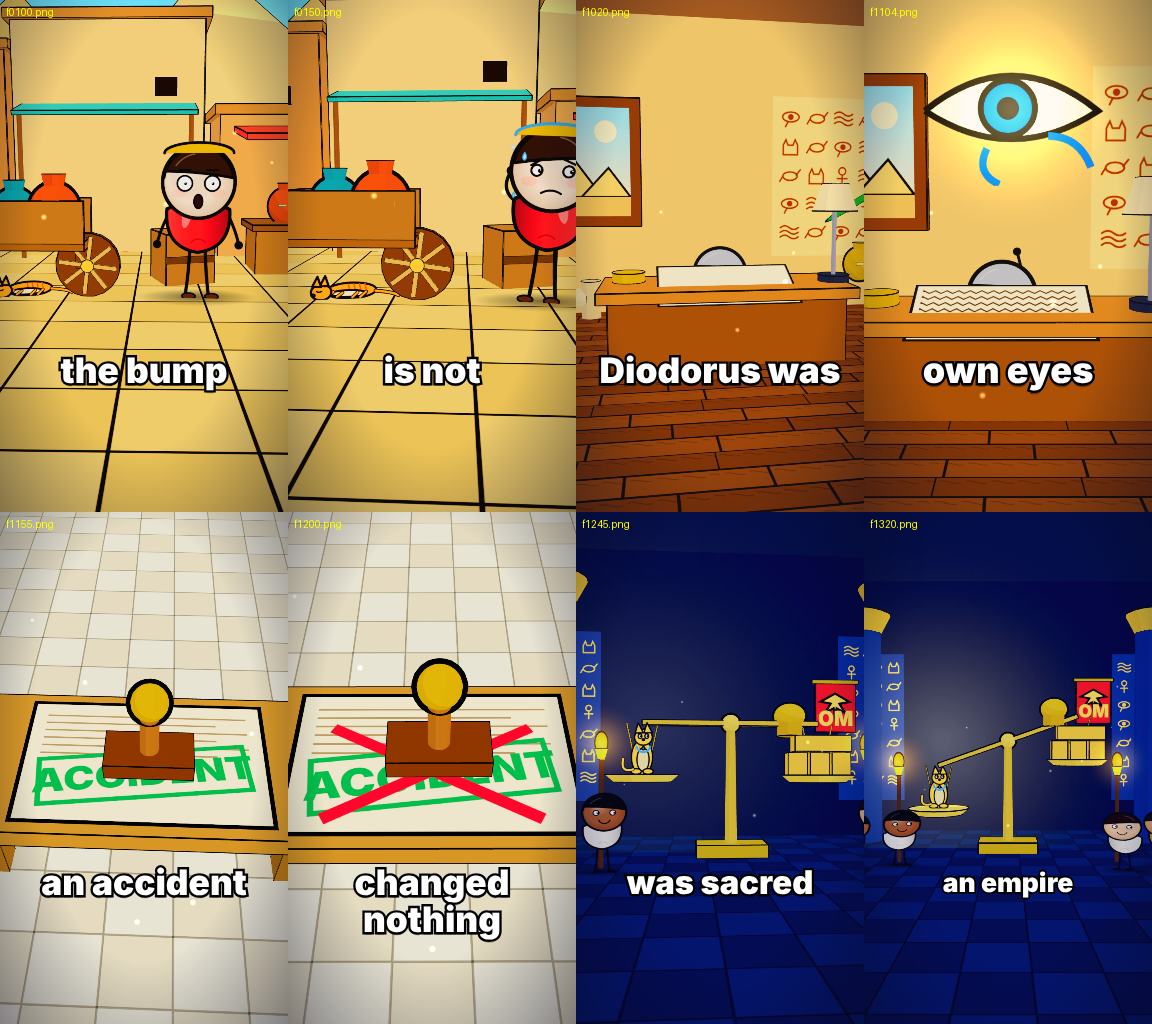 f0100.png
the bump
f0150.png
is not
f1020.png
Diodorus was
f1104.png
own eyes
f1155.png
ACCIDENT
an accident
f1200.png
ACCIDENT
changed
nothing
f1245.png
OM
was sacred
f1320.png
OM
an empire